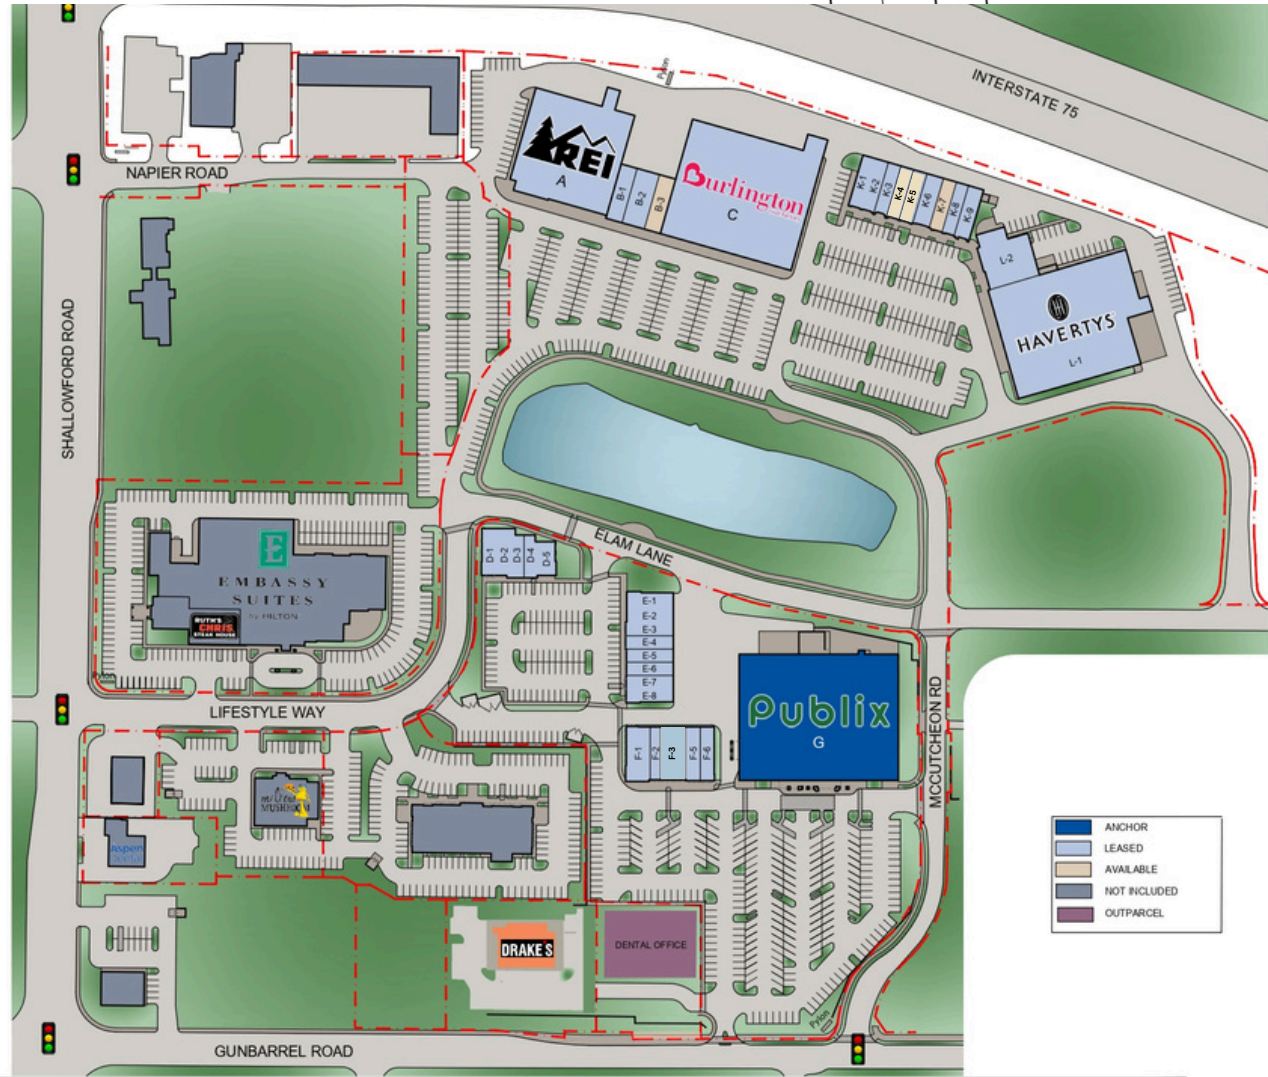 INTERSTATE 75
Pylon
NAPIER ROAD
REI
A
B-1
B-2
B-3
Burlington
C
K-1
K-2
K-3
K-4
K-5
K-6
K-7
K-8
K-9
L-2
HAVERTYS
L-1
SHALLOWFORD ROAD
ELAM LANE
D-1
D-2
D-3
D-4
D-5
E
EMBASSY
SUITES
by HILTON
RUTH'S
CHRIS
STEAK HOUSE
Pylon
E-1
E-2
E-3
E-4
E-5
E-6
E-7
E-8
LIFESTYLE WAY
Publix
G
F-1
F-2
F-3
F-5
F-6
MCCUTCHEON RD
mellow
MUSHROOM
Aspen
Dental
ANCHOR
LEASED
AVAILABLE
NOT INCLUDED
OUTPARCEL
DRAKE'S
DENTAL OFFICE
Pylon
GUNBARREL ROAD